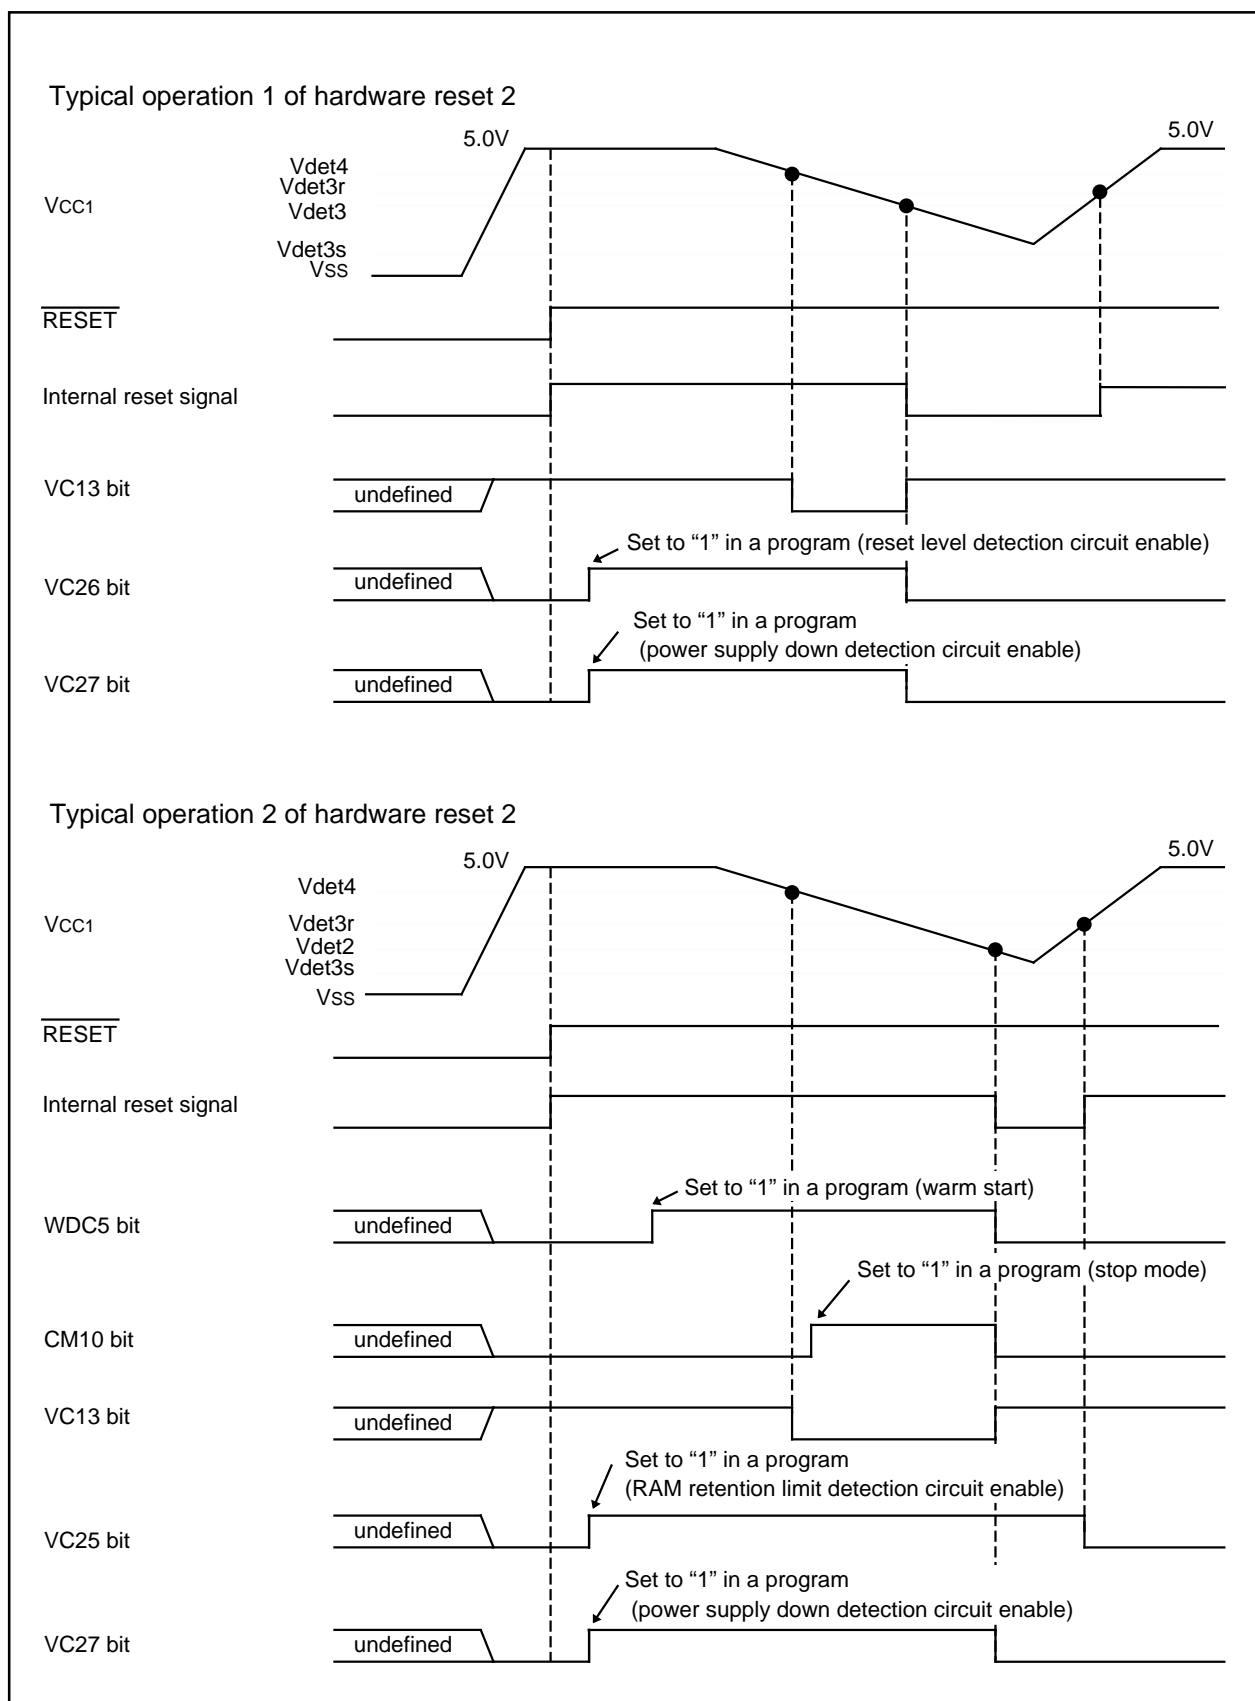 Typical operation 1 of hardware reset 2
5.0V
5.0V
Vdet4
Vdet3r
VCC1
Vdet3
Vdet3s
VSS
RESET
Internal reset signal
VC13 bit
undefined
Set to “1” in a program (reset level detection circuit enable)
VC26 bit
undefined
Set to “1” in a program
(power supply down detection circuit enable)
VC27 bit
undefined
Typical operation 2 of hardware reset 2
5.0V
5.0V
Vdet4
VCC1
Vdet3r
Vdet2
Vdet3s
VSS
RESET
Internal reset signal
Set to “1” in a program (warm start)
WDC5 bit
undefined
Set to “1” in a program (stop mode)
CM10 bit
undefined
VC13 bit
undefined
Set to “1” in a program
(RAM retention limit detection circuit enable)
VC25 bit
undefined
Set to “1” in a program
(power supply down detection circuit enable)
VC27 bit
undefined